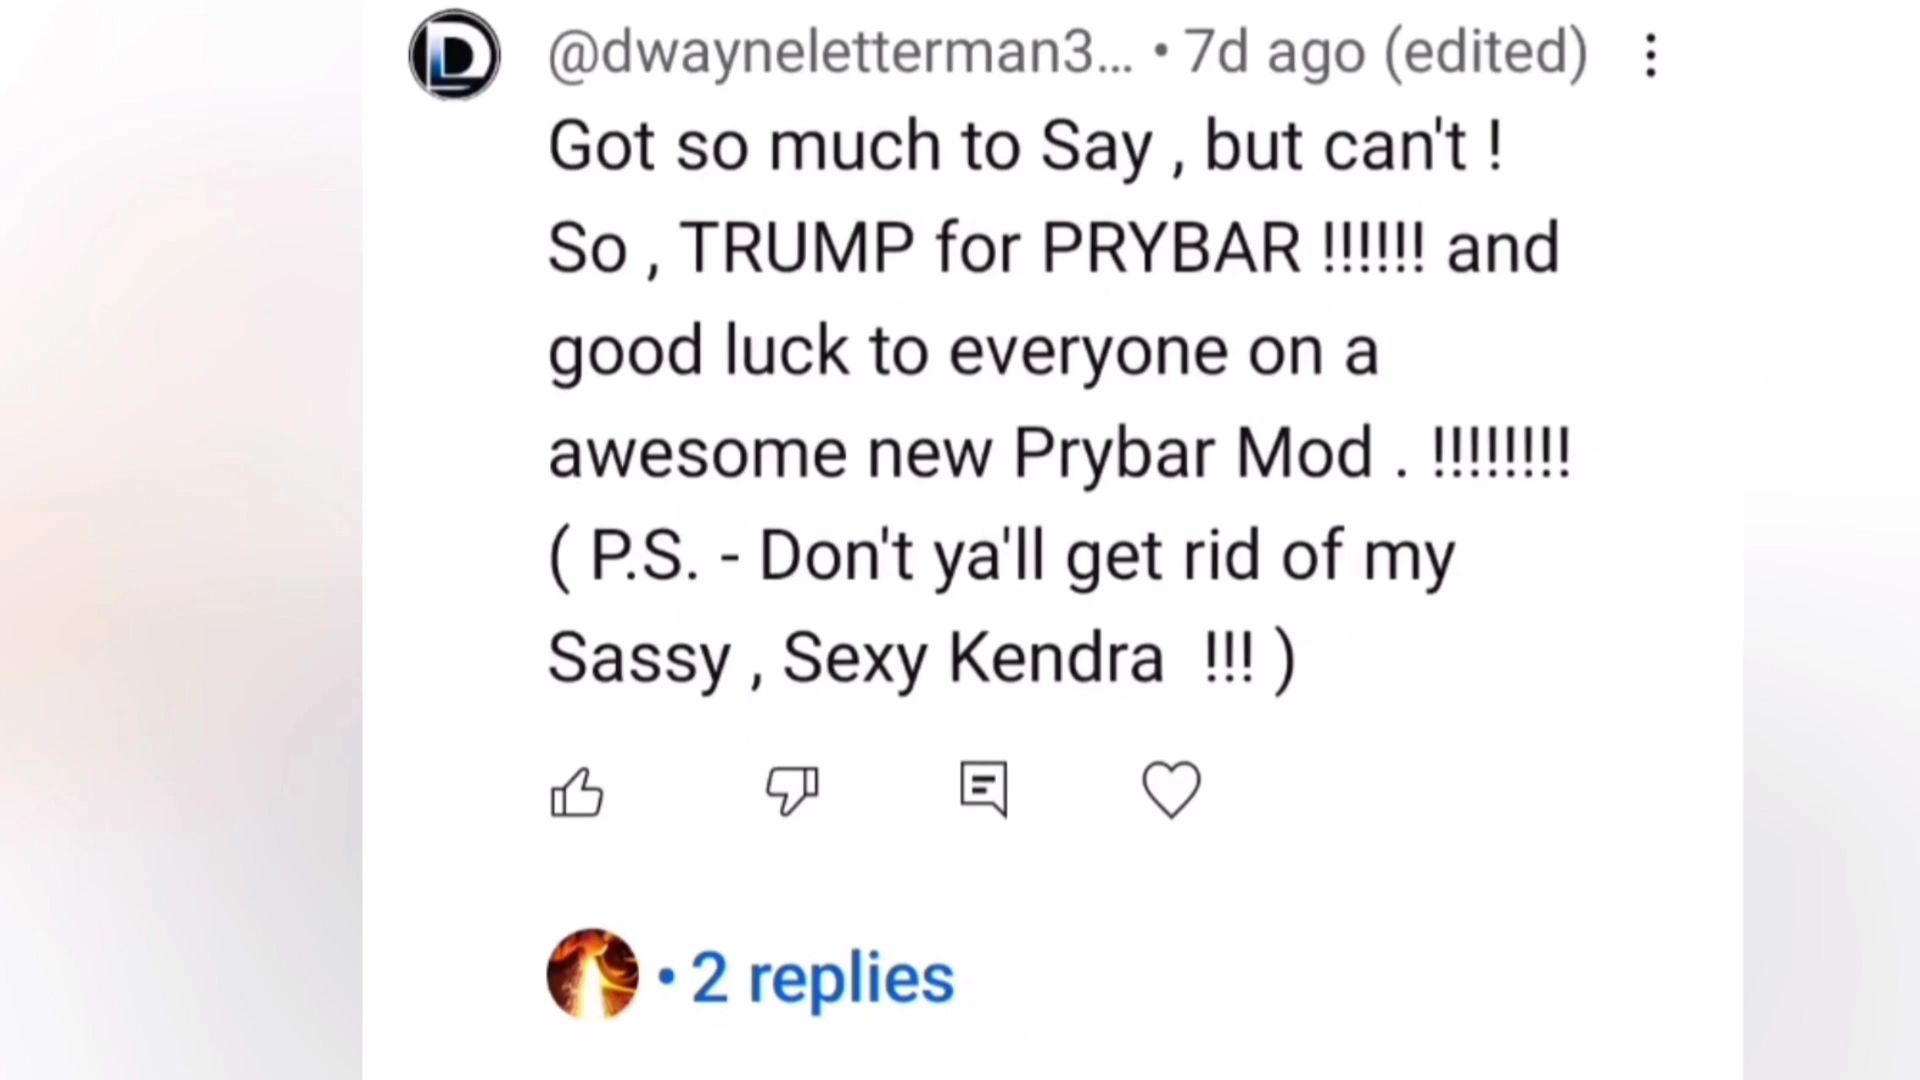 @dwayneletterman3... • 7d ago (edited)
Got so much to Say , but can't !
So , TRUMP for PRYBAR !!!!!! and
good luck to everyone on a
awesome new Prybar Mod . !!!!!!!!
( P.S. - Don't ya'll get rid of my
Sassy , Sexy Kendra  !!! )
• 2 replies